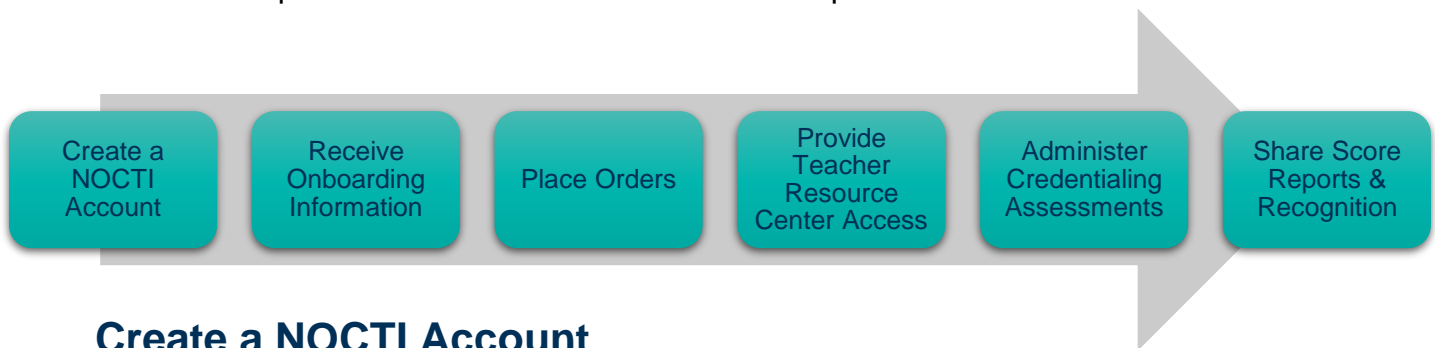 Create a
NOCTI
Account
Receive
Onboarding
Information
Place Orders
Provide
Teacher
Resource
Center Access
Administer
Credentialing
Assessments
Share Score
Reports &
Recognition
Create a NOCTI Account